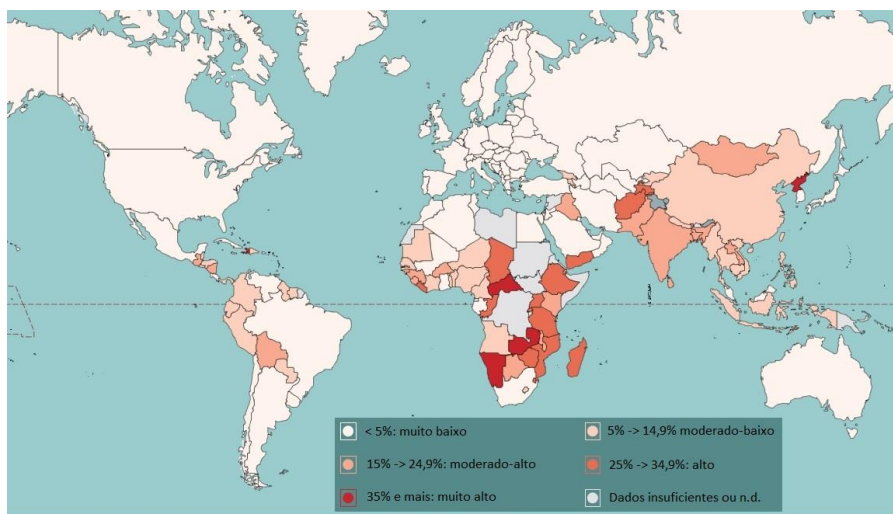 < 5%: muito baixo
5% -> 14,9% moderado-baixo
15% -> 24,9%: moderado-alto
25% -> 34,9%: alto
35% e mais: muito alto
Dados insuficientes ou n.d.